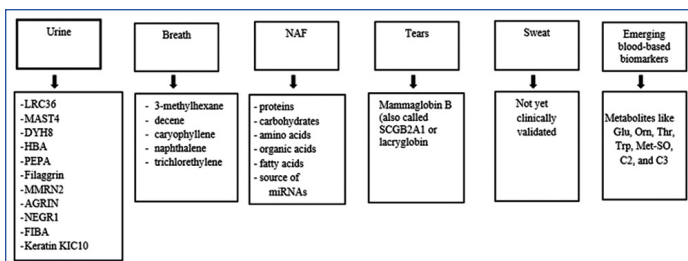 Urine
-LRC36
-MAST4
-DYH8
-HBA
-PEPA
-Filaggrin
-MMRN2
-AGRIN
-NEGR1
-FIBA
-Keratin KIC10
Breath
- 3-methylhexane
- decene
- caryophyllene
- naphthalene
- trichlorethylene
NAF
- proteins
- carbohydrates
- amino acids
- organic acids
- fatty acids
- source of
miRNAs
Tears
Mammaglobin B
(also called
SCGB2A1 or
lacryglobin
Sweat
Not yet
clinically
validated
Emerging
blood-based
biomarkers
Metabolites like
Glu, Orn, Thr,
Trp, Met-SO,
C2, and C3